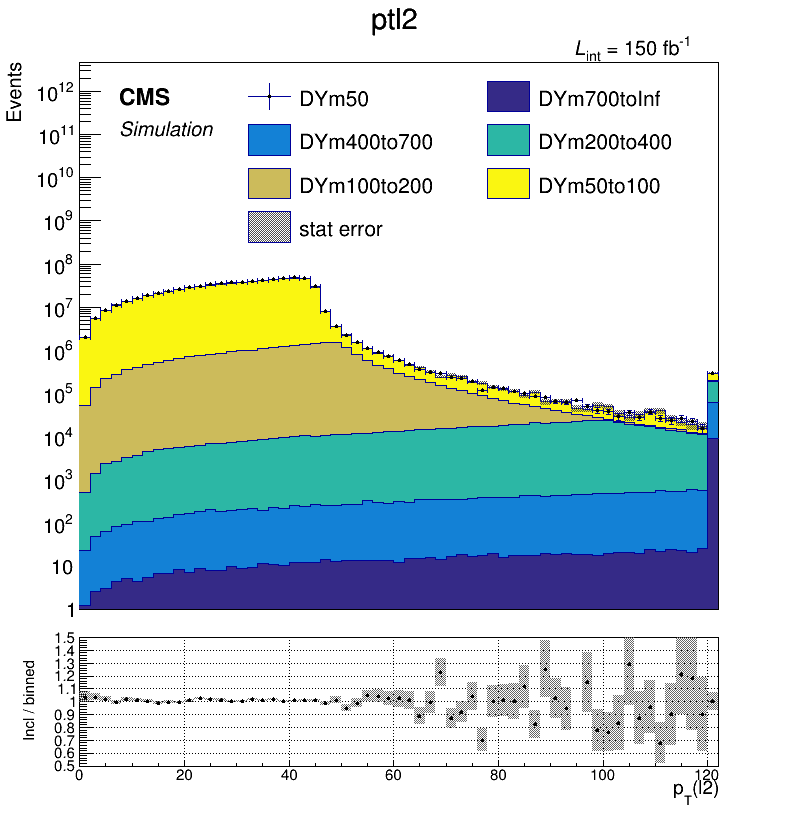 ptl2
L_int = 150 fb^-1
Events
CMS
Simulation
DYm50
DYm700toInf
DYm400to700
DYm200to400
DYm100to200
DYm50to100
stat error
10^12
10^11
10^10
10^9
10^8
10^7
10^6
10^5
10^4
10^3
10^2
10
1
Incl / binned
1.5
1.4
1.3
1.2
1.1
1
0.9
0.8
0.7
0.6
0.5
0 20 40 60 80 100 120
p_T(l2)